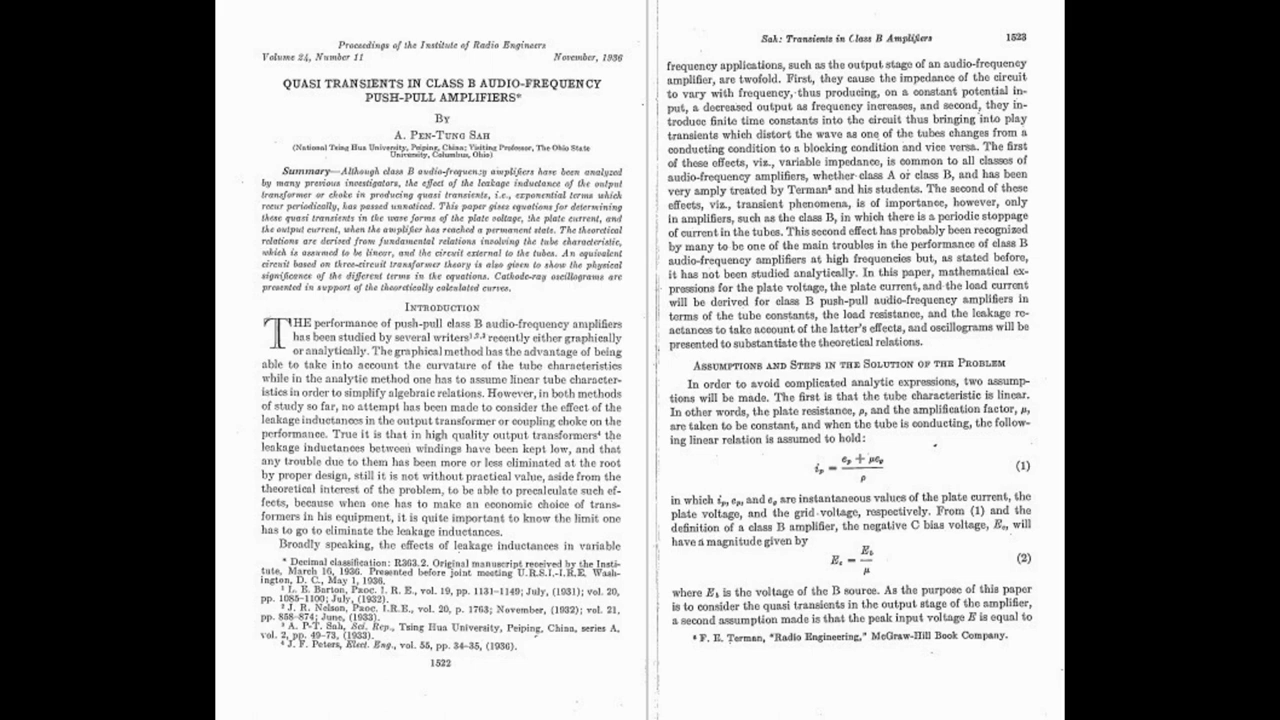 Proceedings of the Institute of Radio Engineers
Volume 24, Number 11 November, 1936
QUASI TRANSIENTS IN CLASS B AUDIO-FREQUENCY
PUSH-PULL AMPLIFIERS*
By
A. Pen-Tung Sah
(National Tsing Hua University, Peiping, China; Visiting Professor, The Ohio State
University, Columbus, Ohio)
Summary—Although class B audio-frequency amplifiers have been analyzed
by many previous investigators, the effect of the leakage inductance of the output
transformer or choke in producing quasi transients, i.e., exponential terms which
recur periodically, has passed unnoticed. This paper gives equations for determining
these quasi transients in the wave forms of the plate voltage, the plate current, and
the output current, when the amplifier has reached a permanent state. The theoretical
relations are derived from fundamental relations involving the tube characteristic,
which is assumed to be linear, and the circuit external to the tubes. An equivalent
circuit based on three-circuit transformer theory is also given to show the physical
significance of the different terms in the equations. Cathode-ray oscillograms are
presented in support of the theoretically calculated curves.
Introduction
THE performance of push-pull class B audio-frequency amplifiers
has been studied by several writers¹,²,³ recently either graphically
or analytically. The graphical method has the advantage of being
able to take into account the curvature of the tube characteristics
while in the analytic method one has to assume linear tube character-
istics in order to simplify algebraic relations. However, in both methods
of study so far, no attempt has been made to consider the effect of the
leakage inductances in the output transformer or coupling choke on the
performance. True it is that in high quality output transformers⁴ the
leakage inductances between windings have been kept low, and that
any trouble due to them has been more or less eliminated at the root
by proper design, still it is not without practical value, aside from the
theoretical interest of the problem, to be able to precalculate such ef-
fects, because when one has to make an economic choice of trans-
formers in his equipment, it is quite important to know the limit one
has to go to eliminate the leakage inductances.
Broadly speaking, the effects of leakage inductances in variable
* Decimal classification: R363.2. Original manuscript received by the Insti-
tute, March 16, 1936. Presented before joint meeting U.R.S.I.-I.R.E. Wash-
ington, D. C., May 1, 1936.
¹ L. E. Barton, Proc. I. R. E., vol. 19, pp. 1131-1149; July, (1931); vol. 20,
pp. 1085-1100; July, (1932).
² J. R. Nelson, Proc. I.R.E., vol. 20, p. 1763; November, (1932); vol. 21,
pp. 858-874; June, (1933).
³ A. P-T. Sah, Sci. Rep., Tsing Hua University, Peiping, China, series A,
vol. 2, pp. 49-73, (1933).
⁴ J. F. Peters, Elect. Eng., vol. 55, pp. 34-35, (1936).
1522
Sah: Transients in Class B Amplifiers 1523
frequency applications, such as the output stage of an audio-frequency
amplifier, are twofold. First, they cause the impedance of the circuit
to vary with frequency, thus producing, on a constant potential in-
put, a decreased output as frequency increases, and second, they in-
troduce finite time constants into the circuit thus bringing into play
transients which distort the wave as one of the tubes changes from a
conducting condition to a blocking condition and vice versa. The first
of these effects, viz., variable impedance, is common to all classes of
audio-frequency amplifiers, whether class A or class B, and has been
very amply treated by Terman⁵ and his students. The second of these
effects, viz., transient phenomena, is of importance, however, only
in amplifiers, such as the class B, in which there is a periodic stoppage
of current in the tubes. This second effect has probably been recognized
by many to be one of the main troubles in the performance of class B
audio-frequency amplifiers at high frequencies but, as stated before,
it has not been studied analytically. In this paper, mathematical ex-
pressions for the plate voltage, the plate current, and the load current
will be derived for class B push-pull audio-frequency amplifiers in
terms of the tube constants, the load resistance, and the leakage re-
actances to take account of the latter's effects, and oscillograms will be
presented to substantiate the theoretical relations.
Assumptions and Steps in the Solution of the Problem
In order to avoid complicated analytic expressions, two assump-
tions will be made. The first is that the tube characteristic is linear.
In other words, the plate resistance, ρ, and the amplification factor, μ,
are taken to be constant, and when the tube is conducting, the follow-
ing linear relation is assumed to hold:
i_p = (e_p + μe_g) / ρ (1)
in which i_p, e_p, and e_g are instantaneous values of the plate current, the
plate voltage, and the grid voltage, respectively. From (1) and the
definition of a class B amplifier, the negative C bias voltage, E_c, will
have a magnitude given by
E_c = E_b / μ (2)
where E_b is the voltage of the B source. As the purpose of this paper
is to consider the quasi transients in the output stage of the amplifier,
a second assumption made is that the peak input voltage E is equal to
⁵ F. E. Terman, "Radio Engineering," McGraw-Hill Book Company.